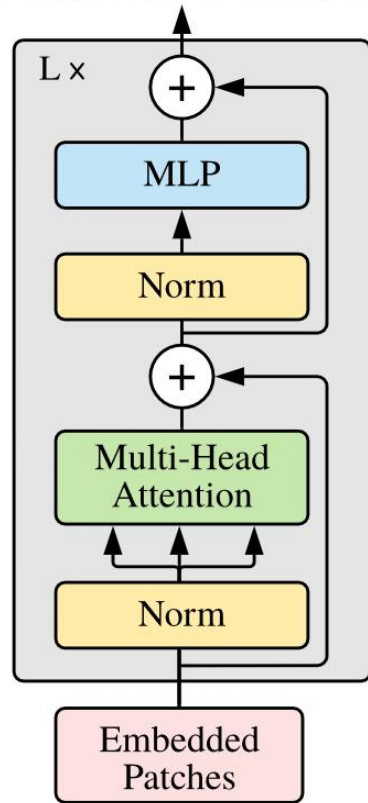 L ×
MLP
Norm
Multi-Head
Attention
Norm
Embedded
Patches